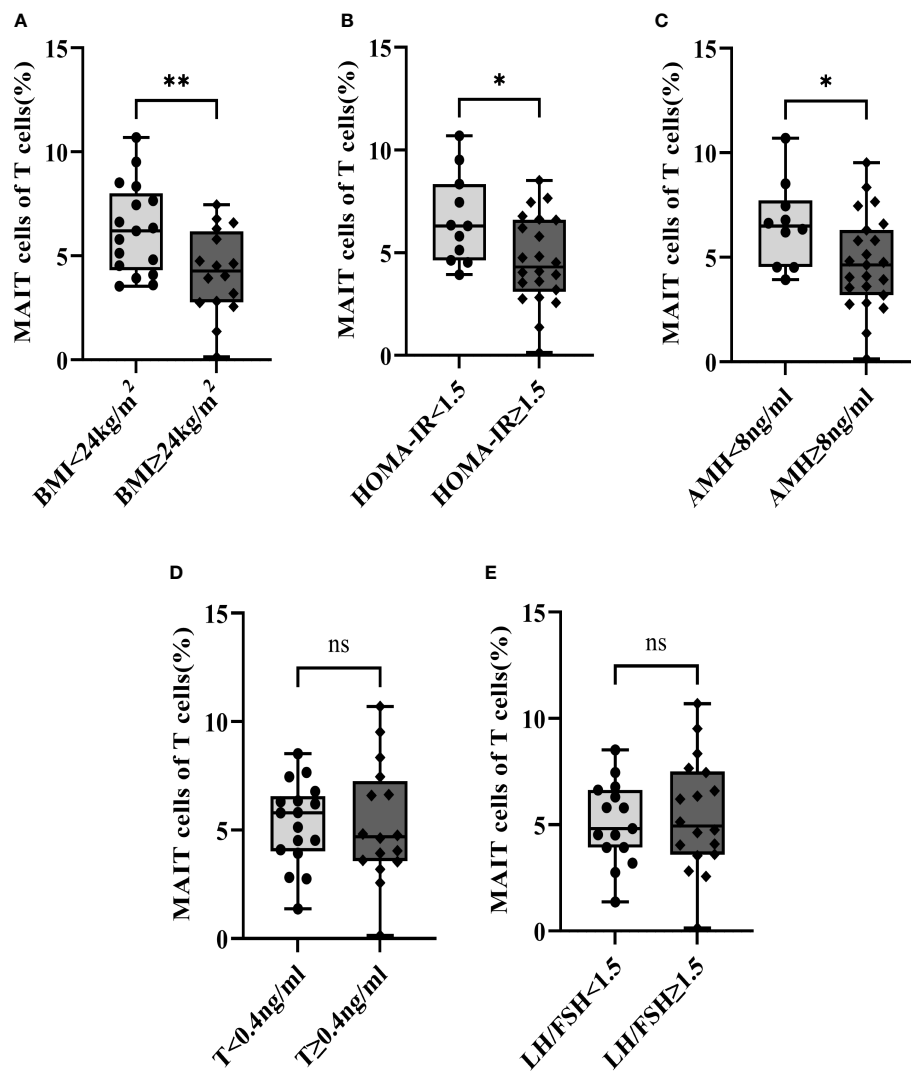 A
MAIT cells of T cells(%)
15
10
5
0
**
BMI<24kg/m²
BMI≥24kg/m²
B
MAIT cells of T cells(%)
15
10
5
0
*
HOMA-IR<1.5
HOMA-IR≥1.5
C
MAIT cells of T cells(%)
15
10
5
0
*
AMH<8ng/ml
AMH≥8ng/ml
D
MAIT cells of T cells(%)
15
10
5
0
ns
T<0.4ng/ml
T≥0.4ng/ml
E
MAIT cells of T cells(%)
15
10
5
0
ns
LH/FSH<1.5
LH/FSH≥1.5